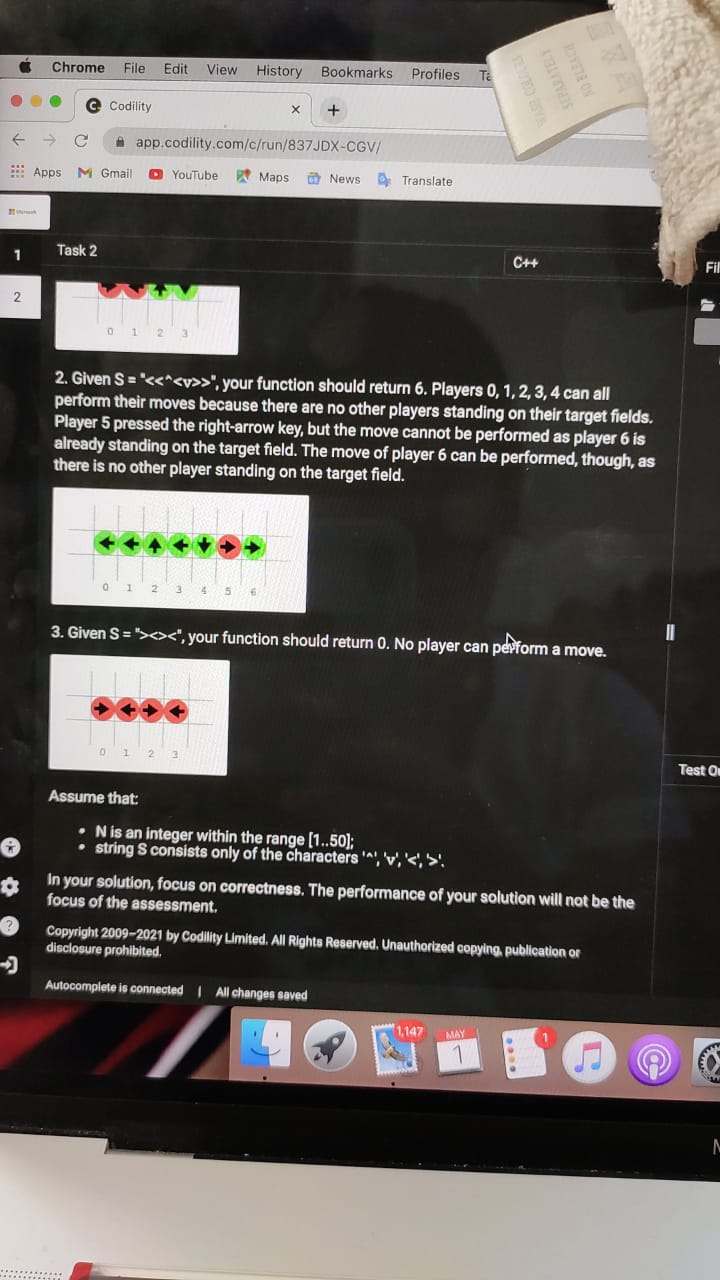 Chrome File Edit View History Bookmarks Profiles
Codility
app.codility.com/c/run/837JDX-CGV/
Apps Gmail YouTube Maps News Translate
Microsoft
1 Task 2 C++
2
0 1 2 3
2. Given S = "<<^<v>>", your function should return 6. Players 0, 1, 2, 3, 4 can all
perform their moves because there are no other players standing on their target fields.
Player 5 pressed the right-arrow key, but the move cannot be performed as player 6 is
already standing on the target field. The move of player 6 can be performed, though, as
there is no other player standing on the target field.
0 1 2 3 4 5 6
3. Given S = "><><", your function should return 0. No player can perform a move.
0 1 2 3
Assume that:
• N is an integer within the range [1..50];
• string S consists only of the characters '^', 'v', '<', '>'.
In your solution, focus on correctness. The performance of your solution will not be the
focus of the assessment.
Copyright 2009–2021 by Codility Limited. All Rights Reserved. Unauthorized copying, publication or
disclosure prohibited.
Autocomplete is connected | All changes saved
Test
1,147
MAY
1
1